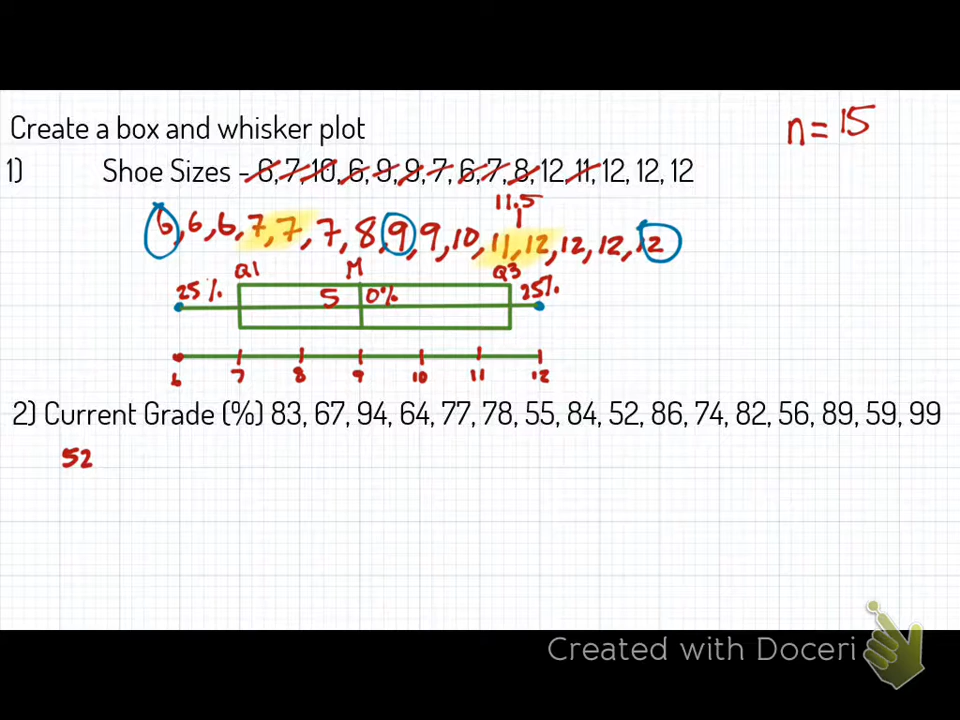 Create a box and whisker plot
n = 15
1) Shoe Sizes - 6, 7, 10, 6, 9, 9, 7, 6, 7, 8, 12, 11, 12, 12, 12
11.5
6, 6, 6, 7, 7, 7, 8, 9, 9, 10, 11, 12, 12, 12, 12
Q1 M Q3
25% 50% 25%
6 7 8 9 10 11 12
2) Current Grade (%) 83, 67, 94, 64, 77, 78, 55, 84, 52, 86, 74, 82, 56, 89, 59, 99
52
Created with Doceri